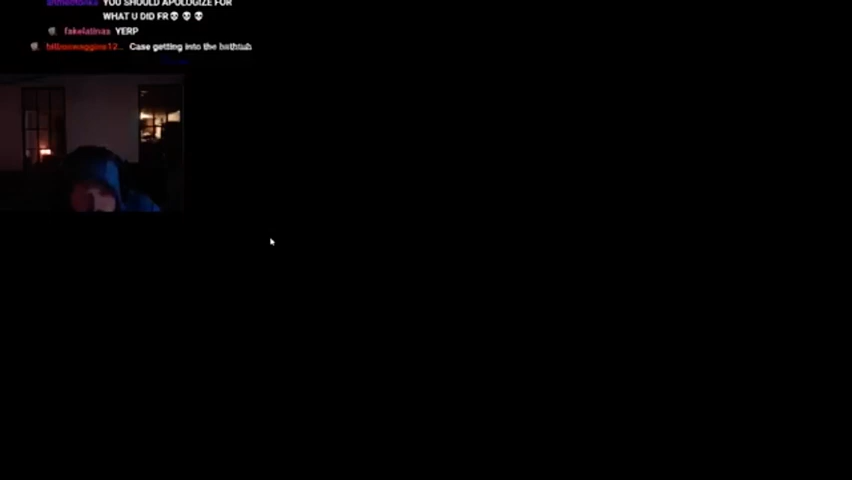 YOU SHOULD APOLOGIZE FOR
WHAT U DID FR💀 💀 💀
fakelatinas YERP
Case getting into the bathtub